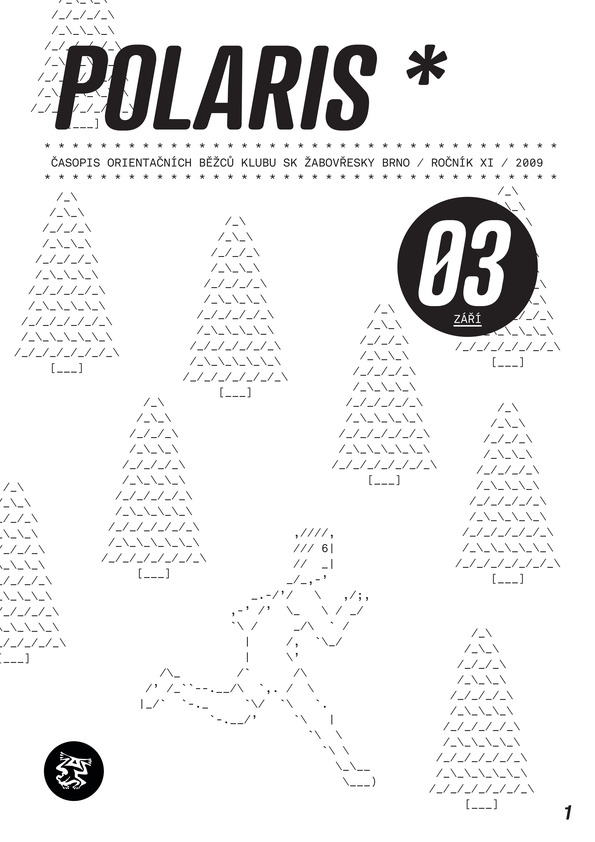 POLARIS *
ČASOPIS ORIENTAČNÍCH BĚŽCŮ KLUBU SK ŽABOVŘESKY BRNO / ROČNÍK XI / 2009
03
ZÁŘÍ
1